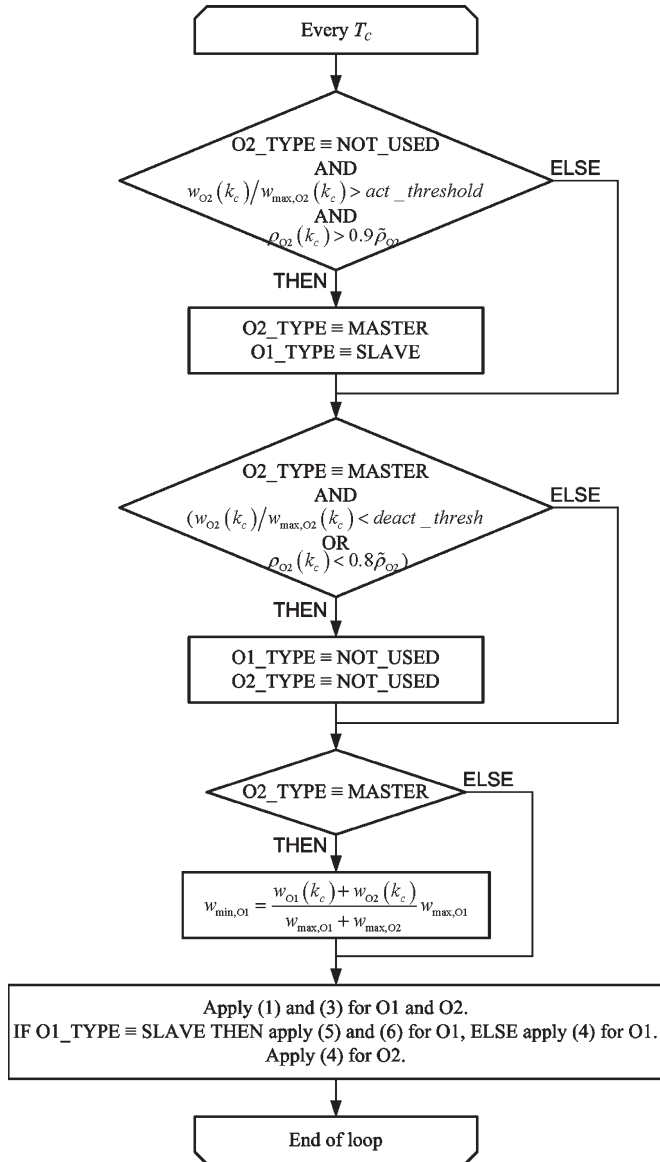 Every T_c
O2_TYPE ≡ NOT_USED
AND
w_O2(k_c)/w_max,O2(k_c) > act_threshold
AND
ρ_O2(k_c) > 0.9ρ̃_O2
ELSE
THEN
O2_TYPE ≡ MASTER
O1_TYPE ≡ SLAVE
O2_TYPE ≡ MASTER
AND
(w_O2(k_c)/w_max,O2(k_c) < deact_thresh
OR
ρ_O2(k_c) < 0.8ρ̃_O2)
ELSE
THEN
O1_TYPE ≡ NOT_USED
O2_TYPE ≡ NOT_USED
O2_TYPE ≡ MASTER
ELSE
THEN
w_min,O1 = (w_O1(k_c) + w_O2(k_c))/(w_max,O1 + w_max,O2) w_max,O1
Apply (1) and (3) for O1 and O2.
IF O1_TYPE ≡ SLAVE THEN apply (5) and (6) for O1, ELSE apply (4) for O1.
Apply (4) for O2.
End of loop